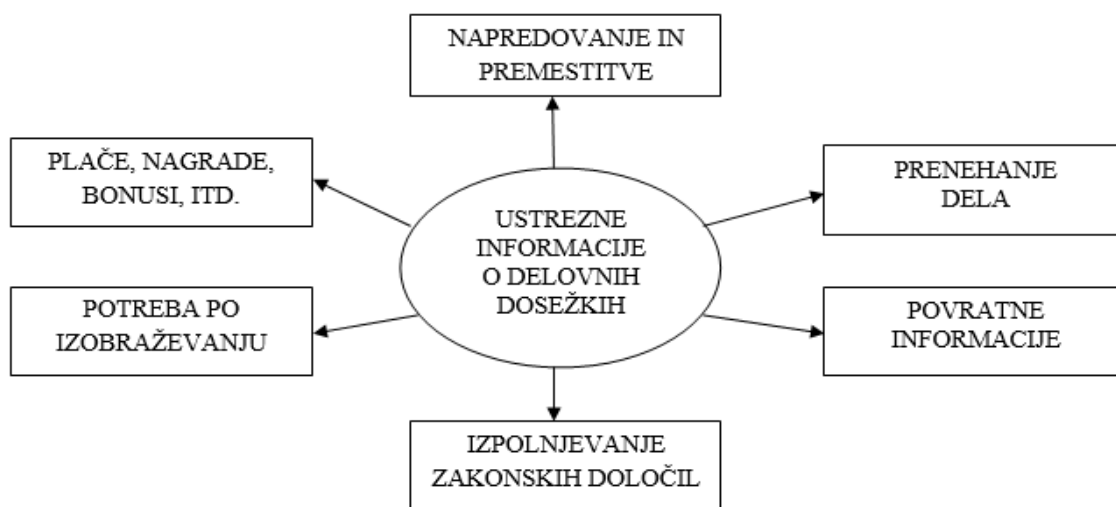 NAPREDOVANJE IN
PREMESTITVE
PLAČE, NAGRADE,
BONUSI, ITD.
PRENEHANJE
DELA
USTREZNE
INFORMACIJE
O DELOVNIH
DOSEŽKIH
POTREBA PO
IZOBRAŽEVANJU
POVRATNE
INFORMACIJE
IZPOLNJEVANJE
ZAKONSKIH DOLOČIL